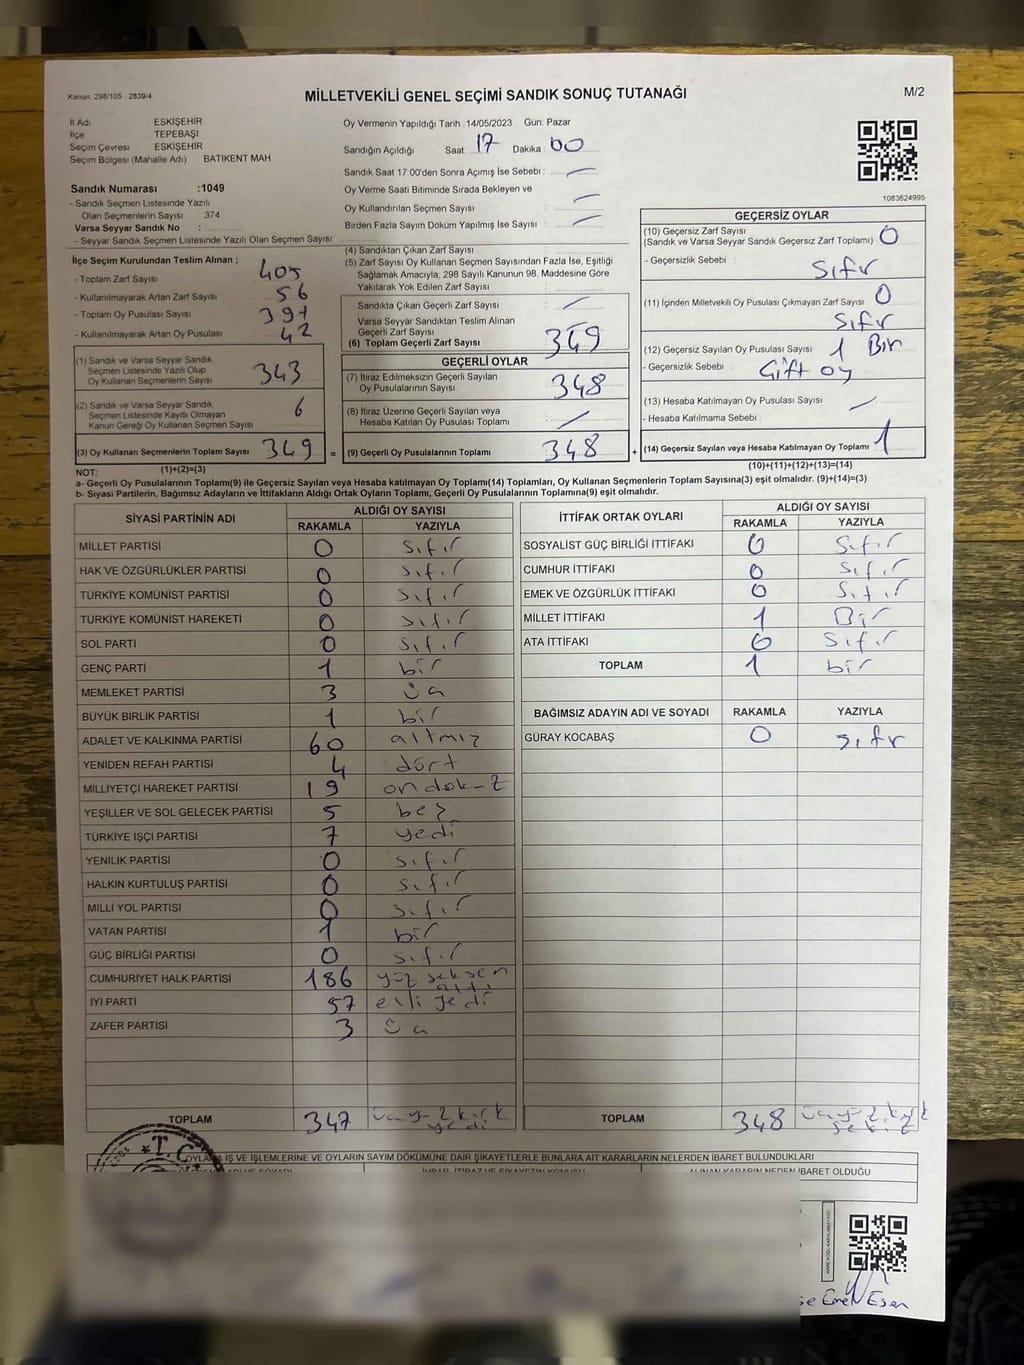 Kanun. 298/105 . 2839/4
MİLLETVEKİLİ GENEL SEÇİMİ SANDIK SONUÇ TUTANAĞI
M/2
İl Adı ESKİŞEHİR
İlçe TEPEBAŞI
Seçim Çevresi ESKİŞEHİR
Seçim Bölgesi (Mahalle Adı) : BATIKENT MAH
Oy Vermenin Yapıldığı Tarih :14/05/2023 Gün: Pazar
Sandığın Açıldığı Saat 17 Dakika : 00
Sandık Saat 17:00'den Sonra Açımış İse Sebebi : —
Oy Verme Saati Bitiminde Sırada Bekleyen ve
Oy Kullandırılan Seçmen Sayısı —
Birden Fazla Sayım Döküm Yapılmış İse Sayısı : —
1083624995
Sandık Numarası :1049
- Sandık Seçmen Listesinde Yazılı
Olan Seçmenlerin Sayısı : 374
Varsa Seyyar Sandık No :
- Seyyar Sandık Seçmen Listesinde Yazılı Olan Seçmen Sayısı:
İlçe Seçim Kurulundan Teslim Alınan ;
- Toplam Zarf Sayısı 405
- Kullanılmayarak Artan Zarf Sayısı 56
- Toplam Oy Pusulası Sayısı 391
- Kullanılmayarak Artan Oy Pusulası 42
(1) Sandık ve Varsa Seyyar Sandık
Seçmen Listesinde Yazılı Olup
Oy Kullanan Seçmenlerin Sayısı 343
(2) Sandık ve Varsa Seyyar Sandık
Seçmen Listesinde Kayıtlı Olmayan
Kanun Gereği Oy Kullanan Seçmen Sayısı 6
(3) Oy Kullanan Seçmenlerin Toplam Sayısı 349 =
(4) Sandıktan Çıkan Zarf Sayısı
(5) Zarf Sayısı Oy Kullanan Seçmen Sayısından Fazla İse, Eşitliği
Sağlamak Amacıyla, 298 Sayılı Kanunun 98. Maddesine Göre
Yakılarak Yok Edilen Zarf Sayısı
Sandıkta Çıkan Geçerli Zarf Sayısı —
Varsa Seyyar Sandıktan Teslim Alınan
Geçerli Zarf Sayısı
(6) Toplam Geçerli Zarf Sayısı 349
GEÇERLİ OYLAR
(7) İtiraz Edilmeksizin Geçerli Sayılan
Oy Pusulalarının Sayısı 348
(8) İtiraz Üzerine Geçerli Sayılan veya
Hesaba Katılan Oy Pusulası Toplamı —
(9) Geçerli Oy Pusulalarının Toplamı 348 +
GEÇERSİZ OYLAR
(10) Geçersiz Zarf Sayısı
(Sandık ve Varsa Seyyar Sandık Geçersiz Zarf Toplamı) 0
- Geçersizlik Sebebi : Sıfır
(11) İçinden Milletvekili Oy Pusulası Çıkmayan Zarf Sayısı 0
Sıfır
(12) Geçersiz Sayılan Oy Pusulası Sayısı 1 Bir
- Geçersizlik Sebebi : Çift oy
(13) Hesaba Katılmayan Oy Pusulası Sayısı —
- Hesaba Katılmama Sebebi :
(14) Geçersiz Sayılan veya Hesaba Katılmayan Oy Toplamı 1
NOT: (1)+(2)=(3) (10)+(11)+(12)+(13)=(14)
a- Geçerli Oy Pusulalarının Toplamı(9) ile Geçersiz Sayılan veya Hesaba Katılmayan Oy Toplamı(14) Toplamları, Oy Kullanan Seçmenlerin Toplam Sayısına(3) eşit olmalıdır. (9)+(14)=(3)
b- Siyasi Partilerin, Bağımsız Adayların ve İttifakların Aldığı Ortak Oyların Toplamı, Geçerli Oy Pusulalarının Toplamına(9) eşit olmalıdır.
SİYASİ PARTİNİN ADI ALDIĞI OY SAYISI
RAKAMLA YAZIYLA
MİLLET PARTİSİ 0 sıfır
HAK VE ÖZGÜRLÜKLER PARTİSİ 0 sıfır
TÜRKİYE KOMÜNİST PARTİSİ 0 sıfır
TÜRKİYE KOMÜNİST HAREKETİ 0 sıfır
SOL PARTİ 0 sıfır
GENÇ PARTİ 1 bir
MEMLEKET PARTİSİ 3 üç
BÜYÜK BİRLİK PARTİSİ 1 bir
ADALET VE KALKINMA PARTİSİ 60 altmış
YENİDEN REFAH PARTİSİ 4 dört
MİLLİYETÇİ HAREKET PARTİSİ 19 ondokuz
YEŞİLLER VE SOL GELECEK PARTİSİ 5 beş
TÜRKİYE İŞÇİ PARTİSİ 7 yedi
YENİLİK PARTİSİ 0 sıfır
HALKIN KURTULUŞ PARTİSİ 0 sıfır
MİLLİ YOL PARTİSİ 0 sıfır
VATAN PARTİSİ 1 bir
GÜÇ BİRLİĞİ PARTİSİ 0 sıfır
CUMHURİYET HALK PARTİSİ 186 yüz seksen altı
İYİ PARTİ 57 elli yedi
ZAFER PARTİSİ 3 üç
TOPLAM 347 üçyüz kırk yedi
İTTİFAK ORTAK OYLARI ALDIĞI OY SAYISI
RAKAMLA YAZIYLA
SOSYALİST GÜÇ BİRLİĞİ İTTİFAKI 0 sıfır
CUMHUR İTTİFAKI 0 sıfır
EMEK VE ÖZGÜRLÜK İTTİFAKI 0 sıfır
MİLLET İTTİFAKI 1 Bir
ATA İTTİFAKI 0 sıfır
TOPLAM 1 bir
BAĞIMSIZ ADAYIN ADI VE SOYADI RAKAMLA YAZIYLA
GÜRAY KOCABAŞ 0 sıfır
TOPLAM 348 üçyüz kırk sekiz
T.C.
OYLAMA İŞ VE İŞLEMLERİNE VE OYLARIN SAYIM DÖKÜMÜNE DAİR ŞİKAYETLERLE BUNLARA AİT KARARLARIN NELERDEN İBARET BULUNDUKLARI
ALINAN KARARIN NEDEN İBARET OLDUĞU